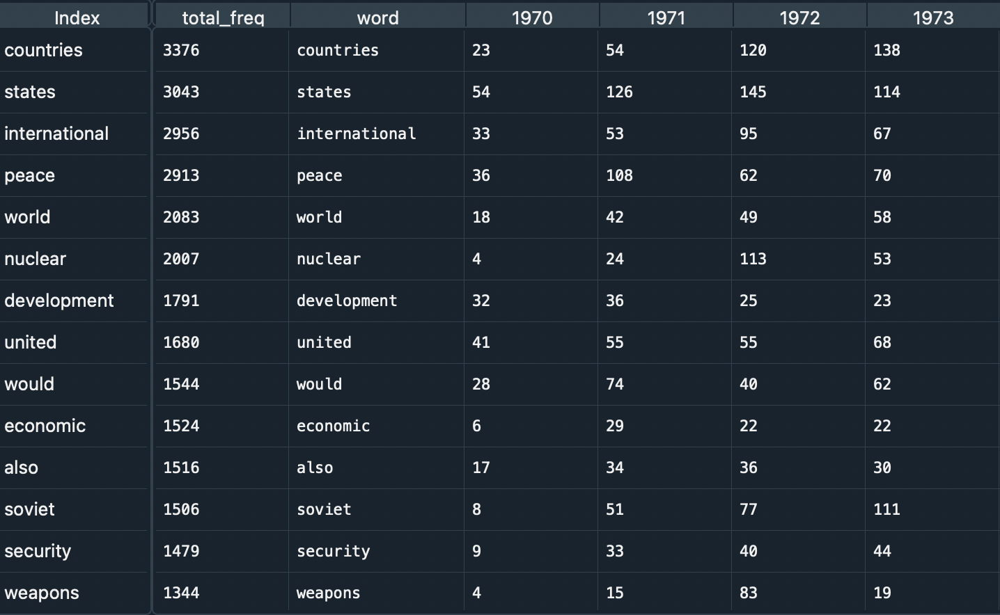 Index total_freq word 1970 1971 1972 1973
countries 3376 countries 23 54 120 138
states 3043 states 54 126 145 114
international 2956 international 33 53 95 67
peace 2913 peace 36 108 62 70
world 2083 world 18 42 49 58
nuclear 2007 nuclear 4 24 113 53
development 1791 development 32 36 25 23
united 1680 united 41 55 55 68
would 1544 would 28 74 40 62
economic 1524 economic 6 29 22 22
also 1516 also 17 34 36 30
soviet 1506 soviet 8 51 77 111
security 1479 security 9 33 40 44
weapons 1344 weapons 4 15 83 19